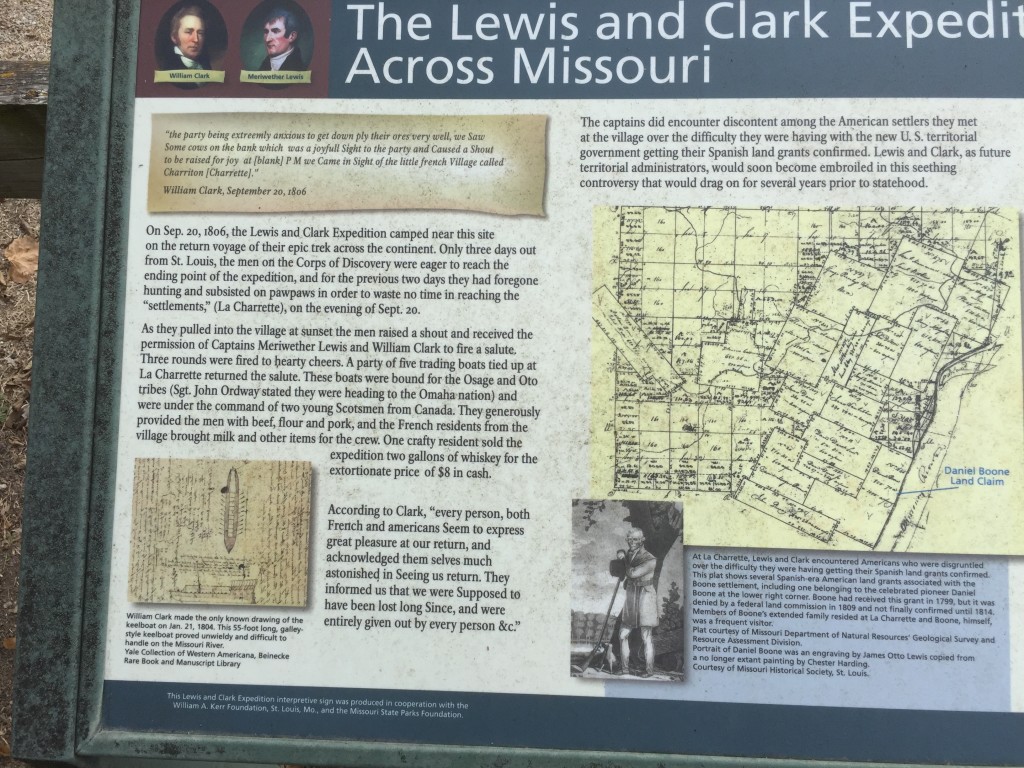 The Lewis and Clark Expedit
Across Missouri
William Clark
Meriwether Lewis
"the party being extreemly anxious to get down ply their ores very well, we Saw
Some cows on the bank which was a joyfull Sight to the party and Caused a Shout
to be raised for joy at [blank] P M we Came in Sight of the little french Village called
Charriton [Charrette]."
William Clark, September 20, 1806
On Sep. 20, 1806, the Lewis and Clark Expedition camped near this site
on the return voyage of their epic trek across the continent. Only three days out
from St. Louis, the men on the Corps of Discovery were eager to reach the
ending point of the expedition, and for the previous two days they had foregone
hunting and subsisted on pawpaws in order to waste no time in reaching the
"settlements," (La Charrette), on the evening of Sept. 20.
As they pulled into the village at sunset the men raised a shout and received the
permission of Captains Meriwether Lewis and William Clark to fire a salute.
Three rounds were fired to hearty cheers. A party of five trading boats tied up at
La Charrette returned the salute. These boats were bound for the Osage and Oto
tribes (Sgt. John Ordway stated they were heading to the Omaha nation) and
were under the command of two young Scotsmen from Canada. They generously
provided the men with beef, flour and pork, and the French residents from the
village brought milk and other items for the crew. One crafty resident sold the
expedition two gallons of whiskey for the
extortionate price of $8 in cash.
According to Clark, "every person, both
French and americans Seem to express
great pleasure at our return, and
acknowledged them selves much
astonished in Seeing us return. They
informed us that we were Supposed to
have been lost long Since, and were
entirely given out by every person &c."
William Clark made the only known drawing of the
keelboat on Jan. 21, 1804. This 55-foot long, galley-
style keelboat proved unwieldy and difficult to
handle on the Missouri River.
Yale Collection of Western Americana, Beinecke
Rare Book and Manuscript Library
The captains did encounter discontent among the American settlers they met
at the village over the difficulty they were having with the new U. S. territorial
government getting their Spanish land grants confirmed. Lewis and Clark, as future
territorial administrators, would soon become embroiled in this seething
controversy that would drag on for several years prior to statehood.
Daniel Boone
Land Claim
At La Charrette, Lewis and Clark encountered Americans who were disgruntled
over the difficulty they were having getting their Spanish land grants confirmed.
This plat shows several Spanish-era American land grants associated with the
Boone settlement, including one belonging to the celebrated pioneer Daniel
Boone at the lower right corner. Boone had received this grant in 1799, but it was
denied by a federal land commission in 1809 and not finally confirmed until 1814.
Members of Boone's extended family resided at La Charrette and Boone, himself,
was a frequent visitor.
Plat courtesy of Missouri Department of Natural Resources' Geological Survey and
Resource Assessment Division.
Portrait of Daniel Boone was an engraving by James Otto Lewis copied from
a no longer extant painting by Chester Harding.
Courtesy of Missouri Historical Society, St. Louis.
This Lewis and Clark Expedition interpretive sign was produced in cooperation with the
William A. Kerr Foundation, St. Louis, Mo., and the Missouri State Parks Foundation.